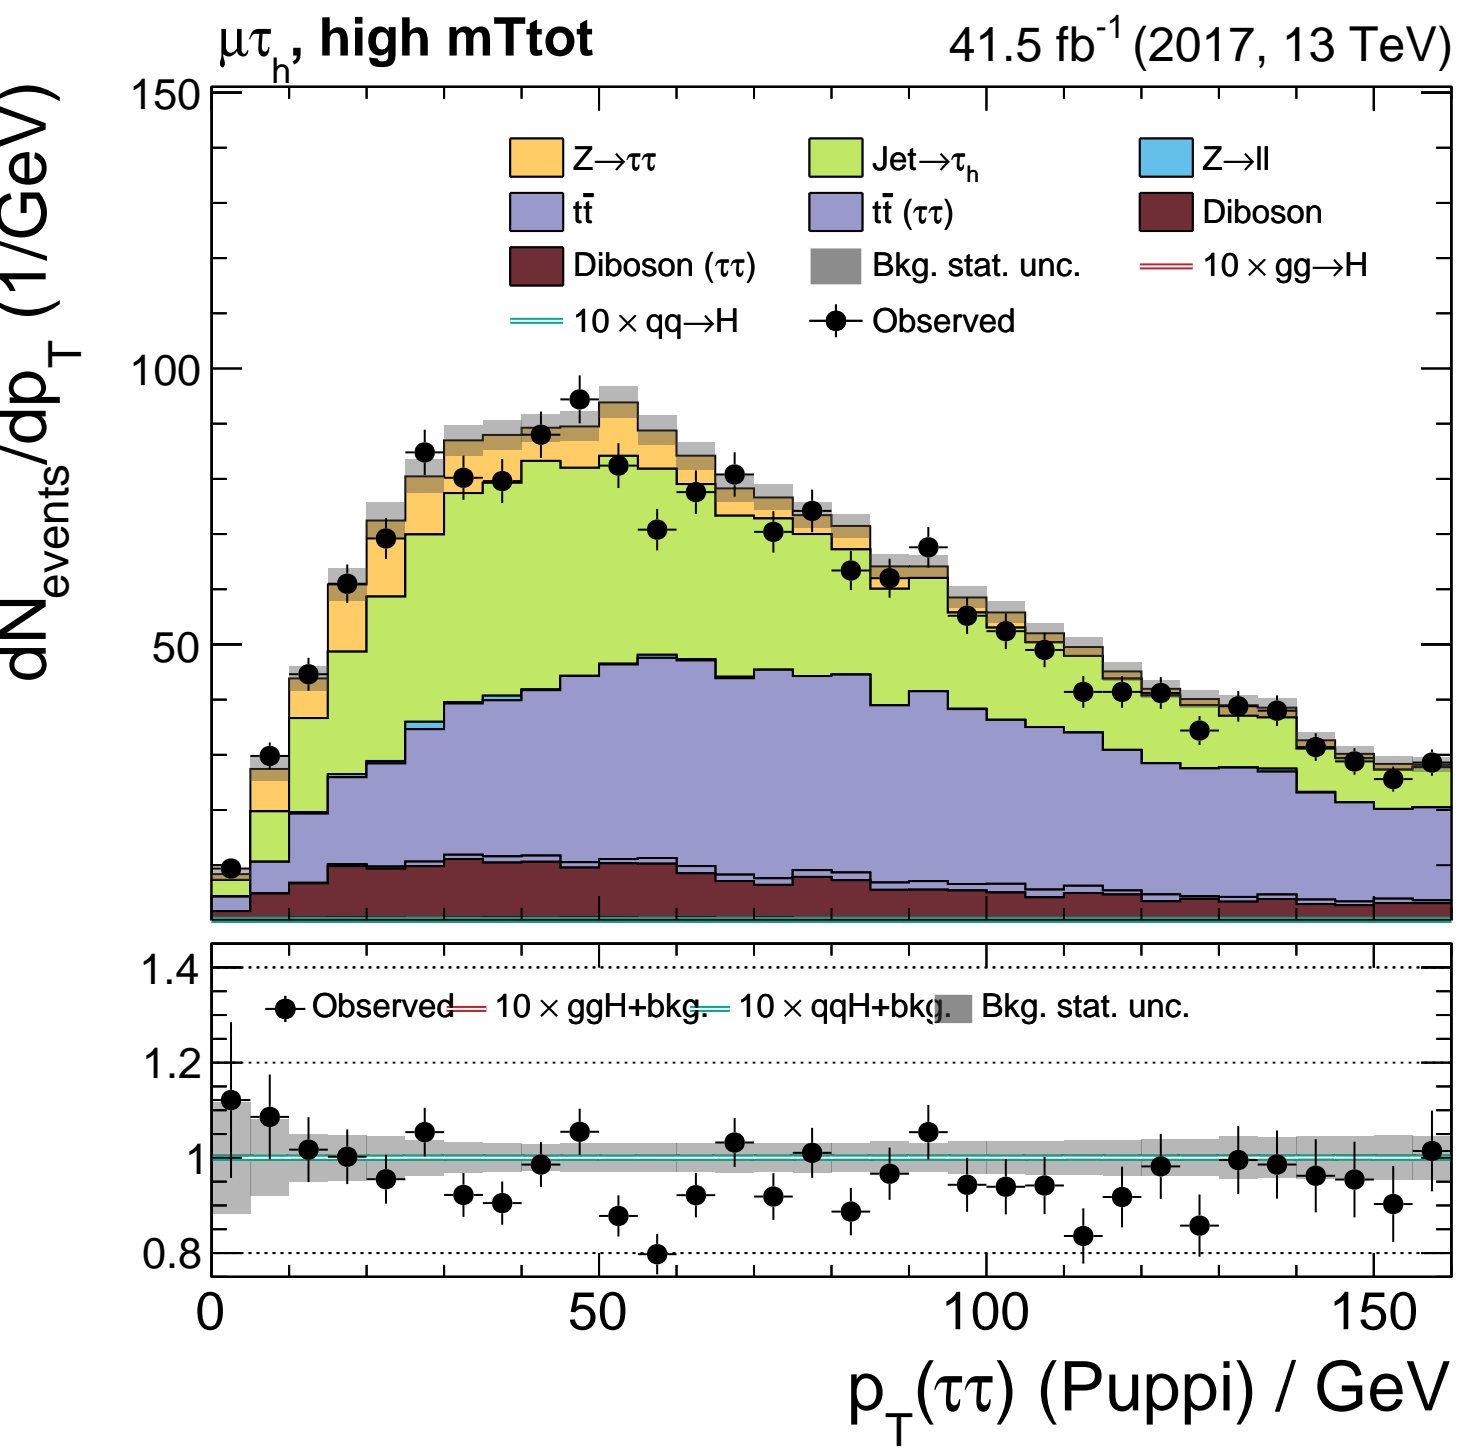 μτh, high mTtot 41.5 fb-1 (2017, 13 TeV)
dNevents/dpT (1/GeV)
150
100
50
Z→ττ Jet→τh Z→ll
tt̄ tt̄ (ττ) Diboson
Diboson (ττ) Bkg. stat. unc. 10 × gg→H
10 × qq→H Observed
1.4
1.2
1
0.8
Observed 10 × ggH+bkg. 10 × qqH+bkg. Bkg. stat. unc.
0 50 100 150
pT(ττ) (Puppi) / GeV